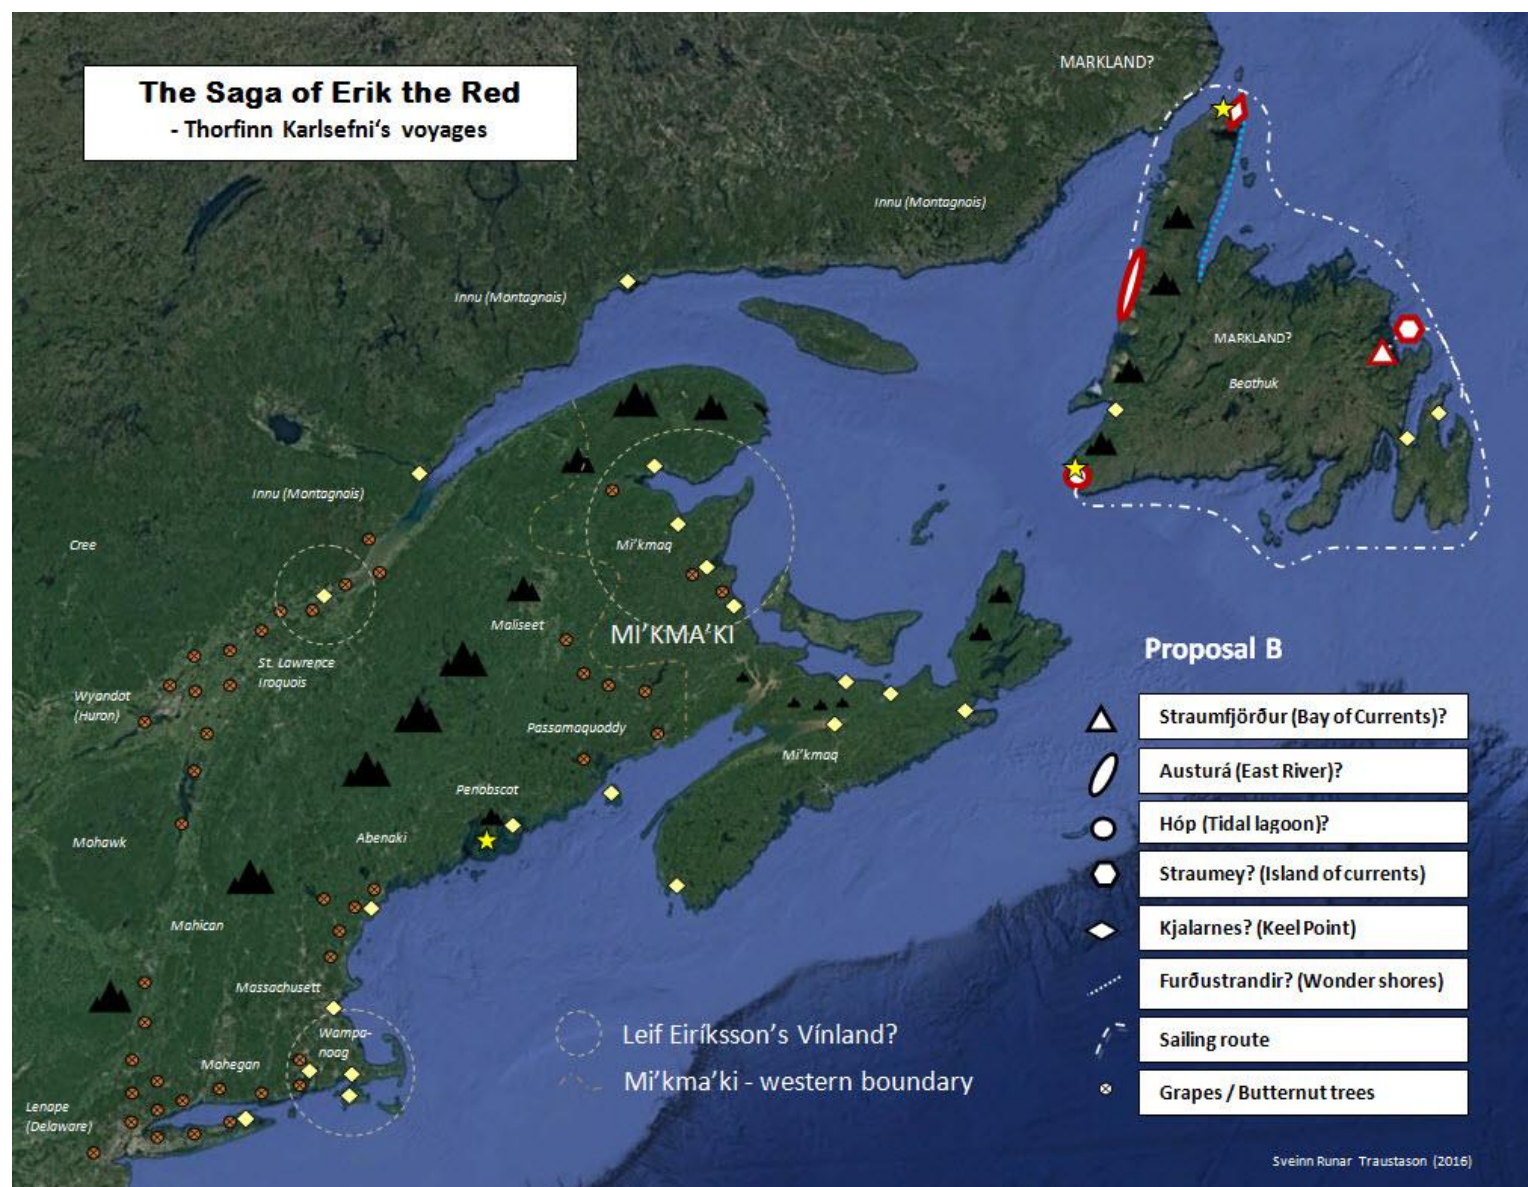 The Saga of Erik the Red
- Thorfinn Karlsefni‘s voyages
MARKLAND?
Innu (Montagnais)
Innu (Montagnais)
MARKLAND?
Beothuk
Innu (Montagnais)
Cree
Mi’kmaq
Maliseet
MI’KMA’KI
St. Lawrence
Iroquois
Wyandot
(Huron)
Passamaquoddy
Mi’kmaq
Penobscot
Abenaki
Mohawk
Mahican
Massachusett
Wampa-
noag
Mohegan
Lenape
(Delaware)
Proposal B
Straumfjörður (Bay of Currents)?
Austurá (East River)?
Hóp (Tidal lagoon)?
Straumey? (Island of currents)
Kjalarnes? (Keel Point)
Furðustrandir? (Wonder shores)
Sailing route
Grapes / Butternut trees
Leif Eiríksson’s Vínland?
Mi’kma’ki - western boundary
Sveinn Runar Traustason (2016)